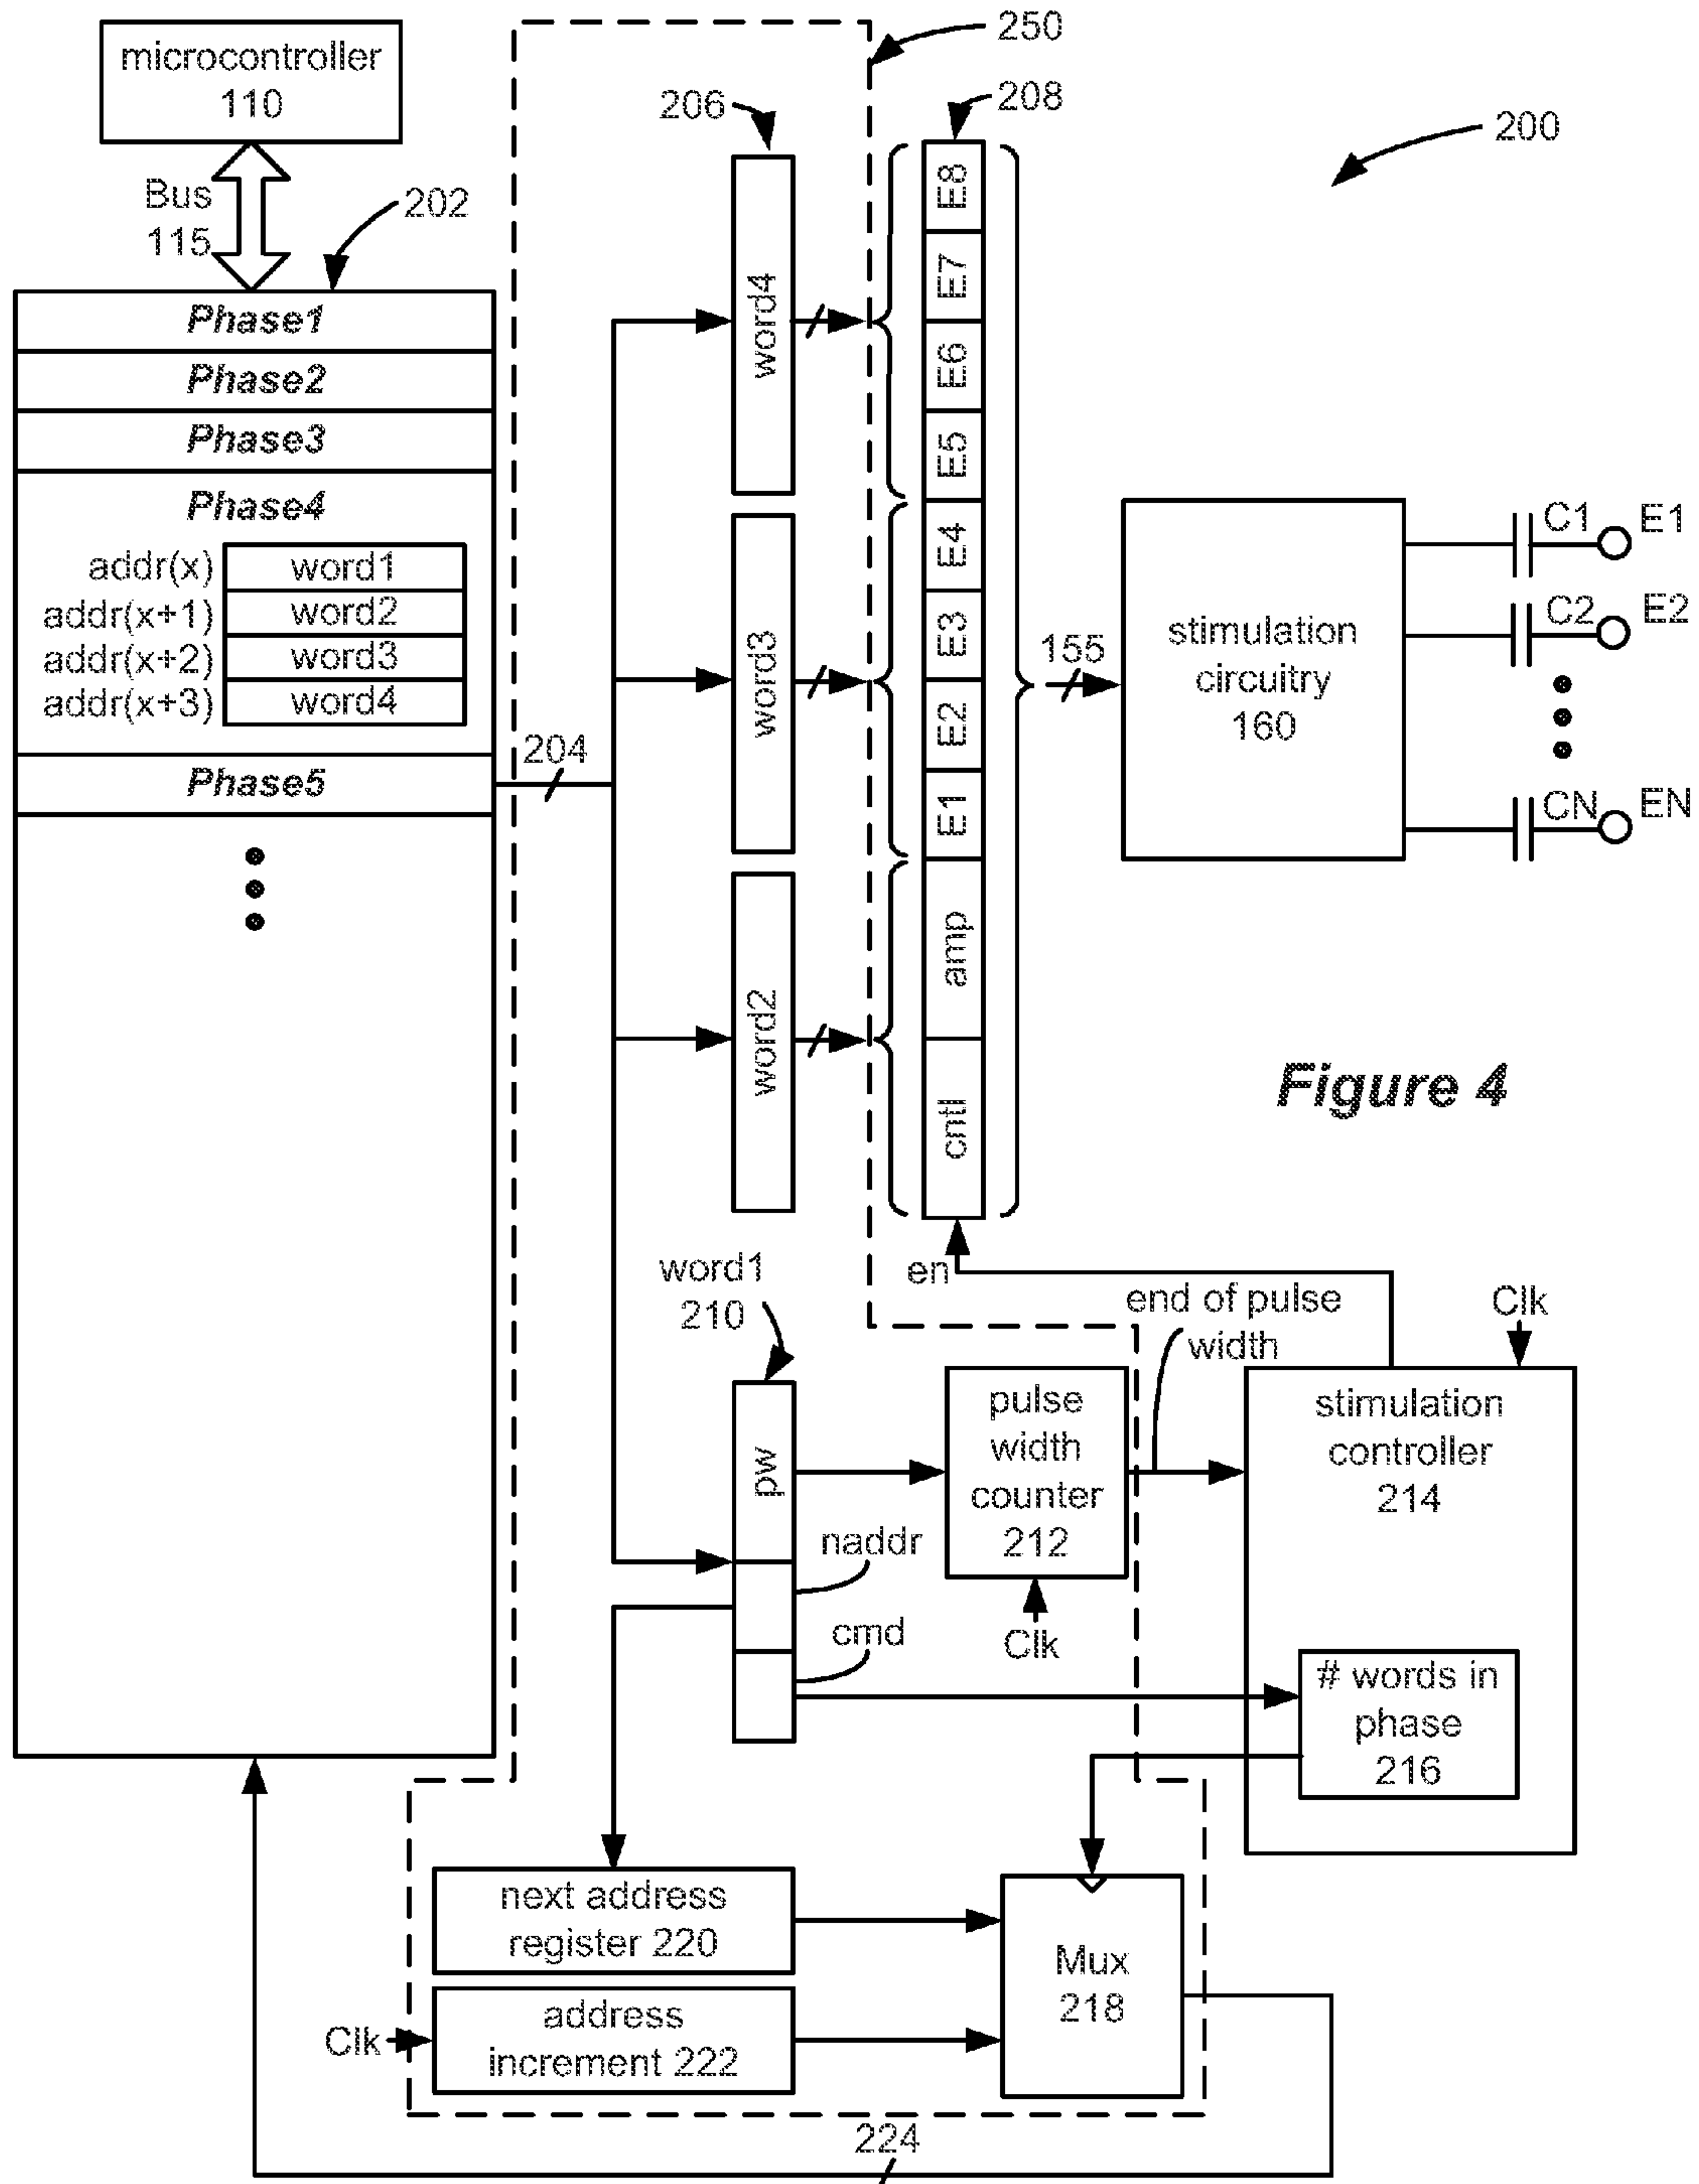 microcontroller
110
Bus
115
202
Phase1
Phase2
Phase3
Phase4
addr(x) word1
addr(x+1) word2
addr(x+2) word3
addr(x+3) word4
Phase5
204
250
206
208
200
word4
word3
word2
E8
E7
E6
E5
E4
E3
E2
E1
amp
cntl
155
stimulation
circuitry
160
C1 E1
C2 E2
CN EN
Figure 4
en
word1
210
pw
naddr
cmd
pulse
width
counter
212
Clk
end of pulse
width
Clk
stimulation
controller
214
# words in
phase
216
next address
register 220
Clk
address
increment 222
Mux
218
224